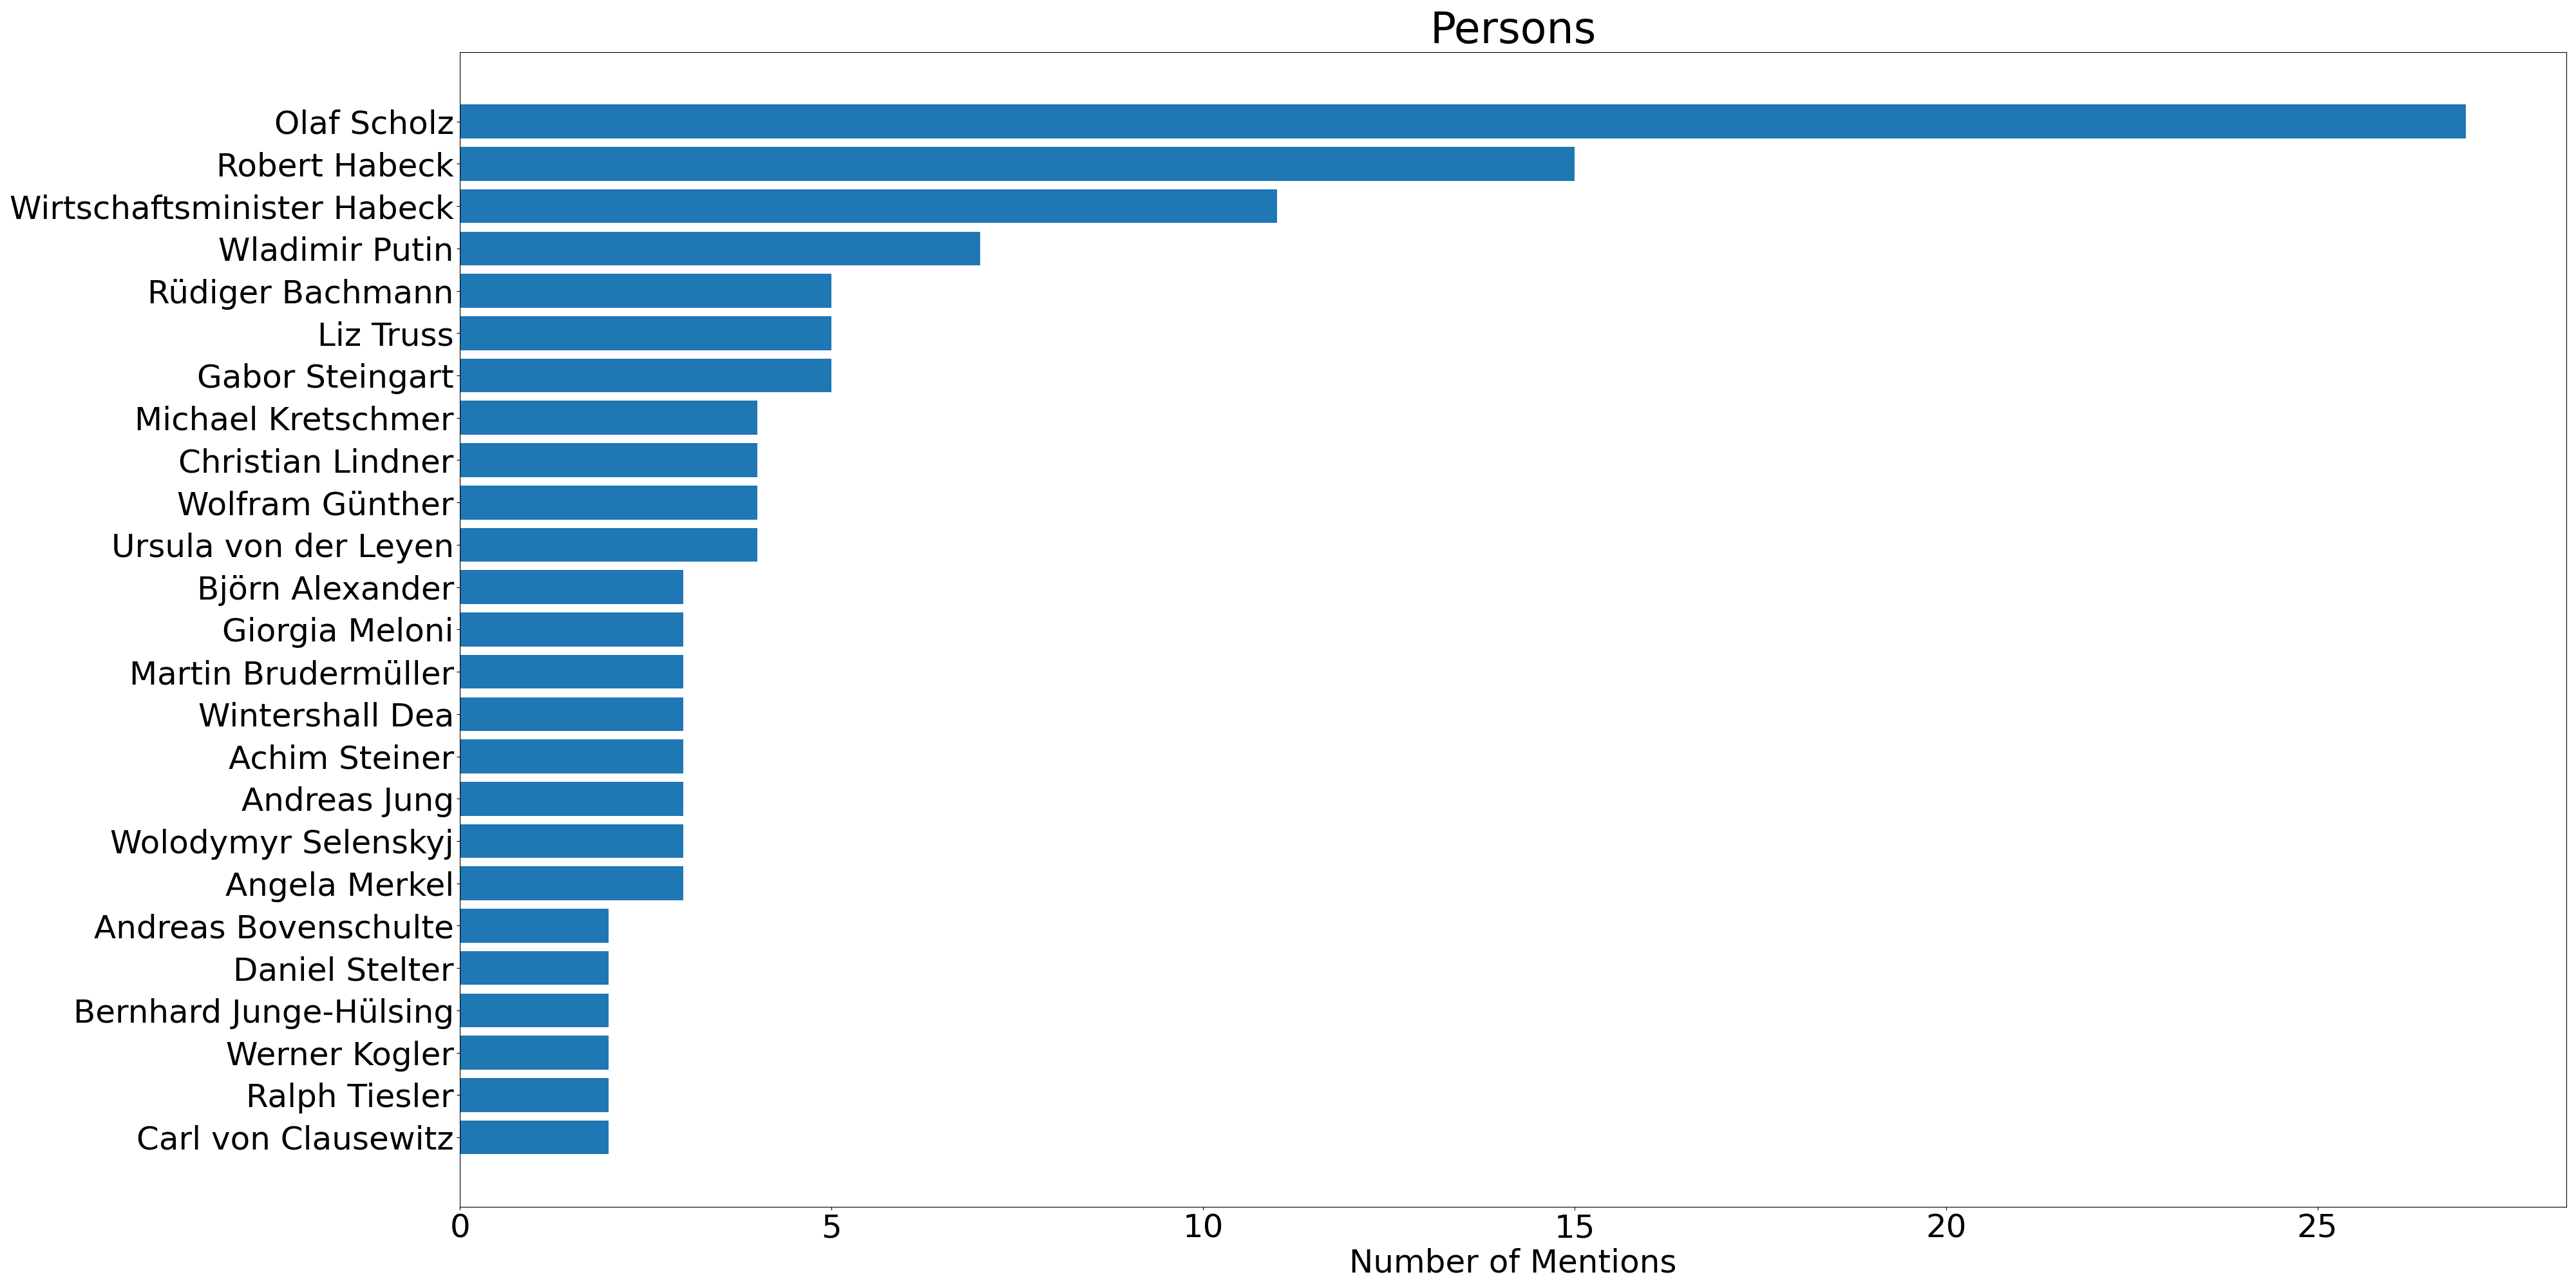 Persons
Olaf Scholz
Robert Habeck
Wirtschaftsminister Habeck
Wladimir Putin
Rüdiger Bachmann
Liz Truss
Gabor Steingart
Michael Kretschmer
Christian Lindner
Wolfram Günther
Ursula von der Leyen
Björn Alexander
Giorgia Meloni
Martin Brudermüller
Wintershall Dea
Achim Steiner
Andreas Jung
Wolodymyr Selenskyj
Angela Merkel
Andreas Bovenschulte
Daniel Stelter
Bernhard Junge-Hülsing
Werner Kogler
Ralph Tiesler
Carl von Clausewitz
0 5 10 15 20 25
Number of Mentions